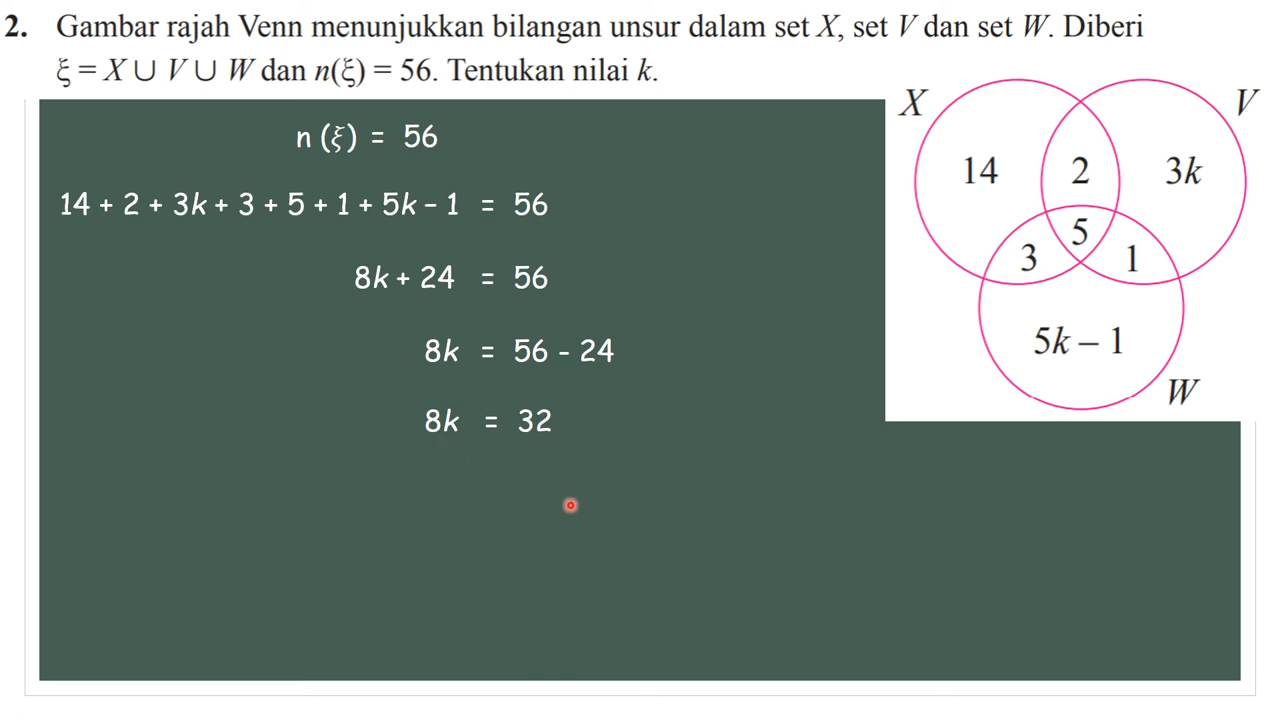 2. Gambar rajah Venn menunjukkan bilangan unsur dalam set X, set V dan set W. Diberi
ξ = X ∪ V ∪ W dan n(ξ) = 56. Tentukan nilai k.
n (ξ) = 56
14 + 2 + 3k + 3 + 5 + 1 + 5k – 1 = 56
8k + 24 = 56
8k = 56 - 24
8k = 32
X
V
14
2
3k
5
3
1
5k – 1
W